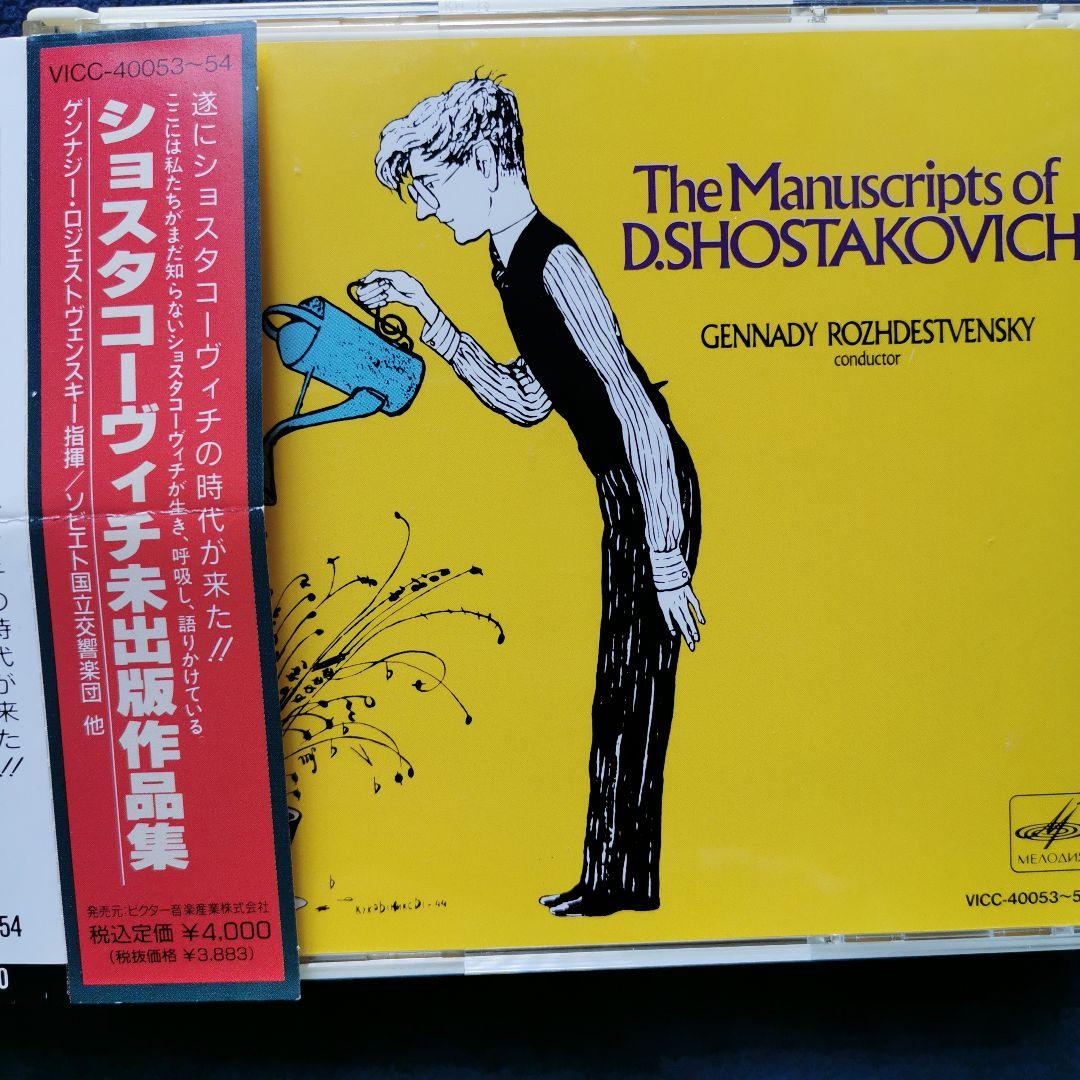 VICC-40053〜54
遂にショスタコーヴィチの時代が来た!!
ここには私たちがまだ知らないショスタコーヴィチが生き、呼吸し、語りかけている
ショスタコーヴィチ未出版作品集
ゲンナジー・ロジェストヴェンスキー指揮/ソビエト国立交響楽団 他
発売元:ビクター音楽産業株式会社
税込定価 ¥4,000
(税抜価格 ¥3,883)
The Manuscripts of
D.SHOSTAKOVICH
GENNADY ROZHDESTVENSKY
conductor
МЕЛОДИЯ
VICC-40053〜5
の時代が来た!!
54
0